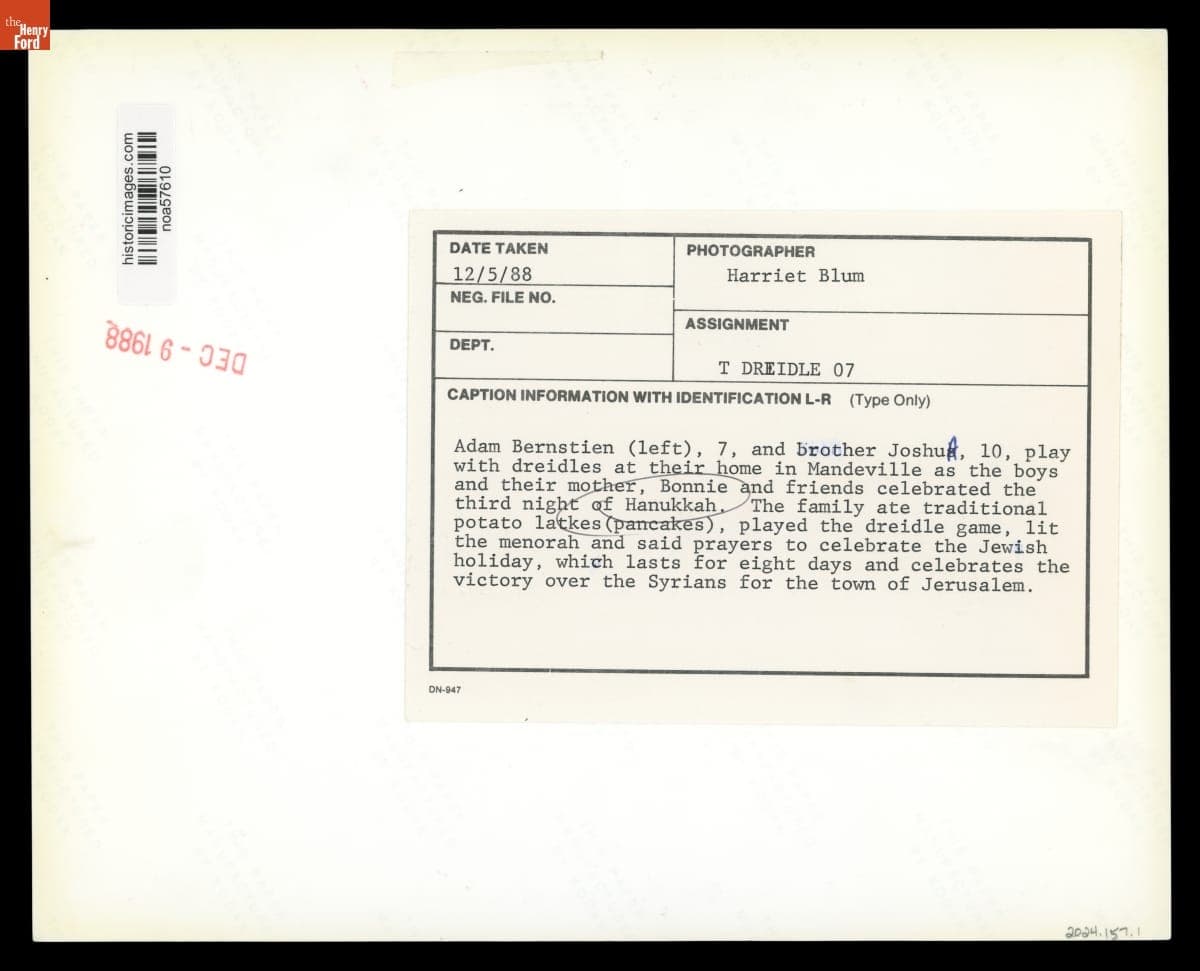 the
Henry
Ford
historicimages.com
noa57610
DEC - 9 1988
DATE TAKEN
12/5/88
NEG. FILE NO.
DEPT.
PHOTOGRAPHER
Harriet Blum
ASSIGNMENT
T DREIDLE 07
CAPTION INFORMATION WITH IDENTIFICATION L-R (Type Only)
Adam Bernstien (left), 7, and brother JoshuA, 10, play
with dreidles at their home in Mandeville as the boys
and their mother, Bonnie and friends celebrated the
third night of Hanukkah. The family ate traditional
potato latkes(pancakes), played the dreidle game, lit
the menorah and said prayers to celebrate the Jewish
holiday, which lasts for eight days and celebrates the
victory over the Syrians for the town of Jerusalem.
DN-947
2024.157.1